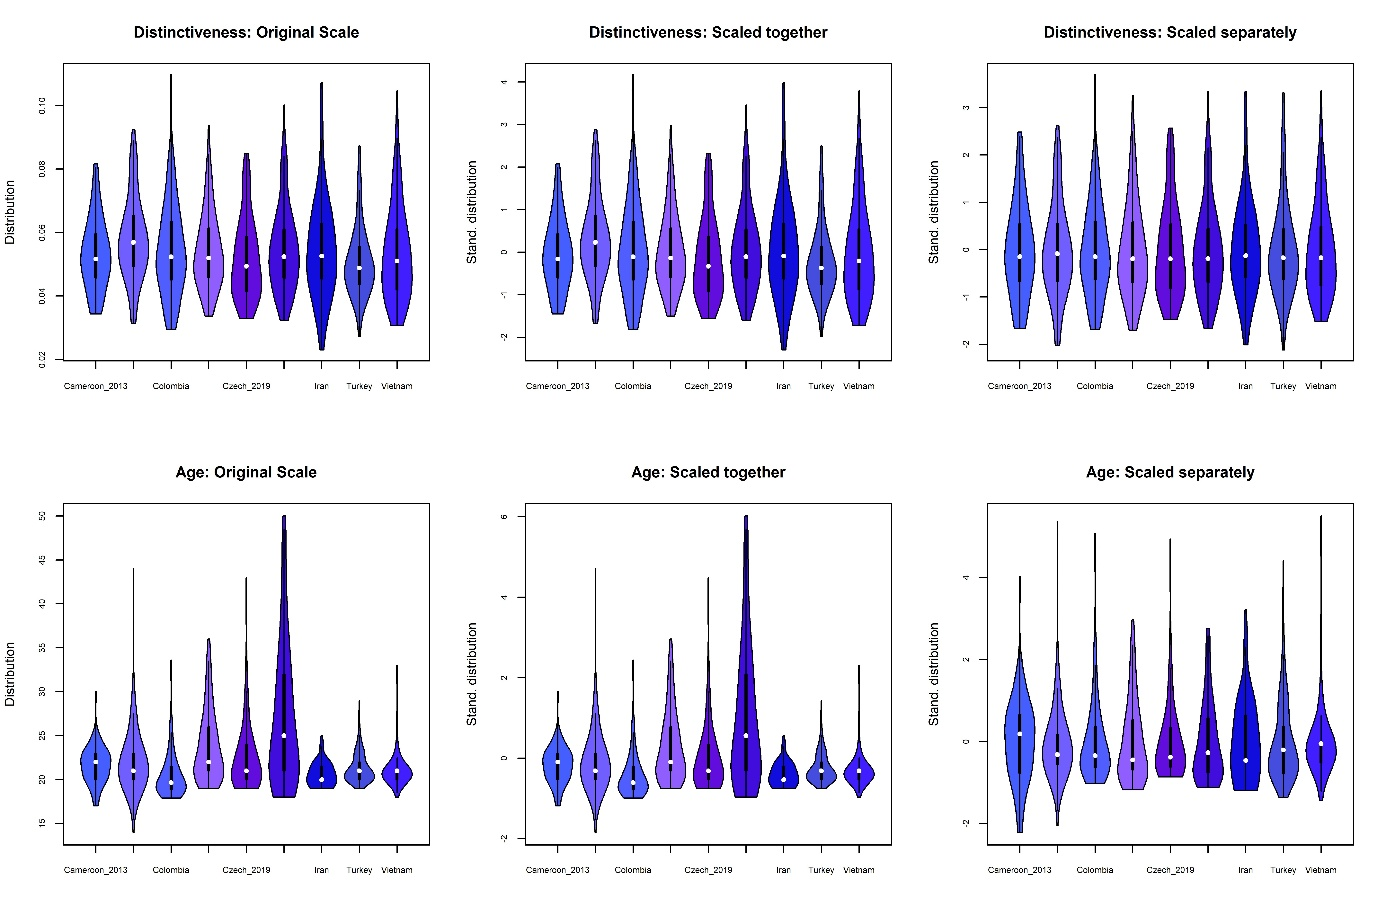 Distinctiveness: Original Scale
Distribution
0.10
0.08
0.06
0.04
0.02
Cameroon_2013 Colombia Czech_2019 Iran Turkey Vietnam
Distinctiveness: Scaled together
Stand. distribution
4
3
2
1
0
-1
-2
Cameroon_2013 Colombia Czech_2019 Iran Turkey Vietnam
Distinctiveness: Scaled separately
Stand. distribution
3
2
1
0
-1
-2
Cameroon_2013 Colombia Czech_2019 Iran Turkey Vietnam
Age: Original Scale
Distribution
50
45
40
35
30
25
20
15
Cameroon_2013 Colombia Czech_2019 Iran Turkey Vietnam
Age: Scaled together
Stand. distribution
6
4
2
0
-2
Cameroon_2013 Colombia Czech_2019 Iran Turkey Vietnam
Age: Scaled separately
Stand. distribution
4
2
0
-2
Cameroon_2013 Colombia Czech_2019 Iran Turkey Vietnam